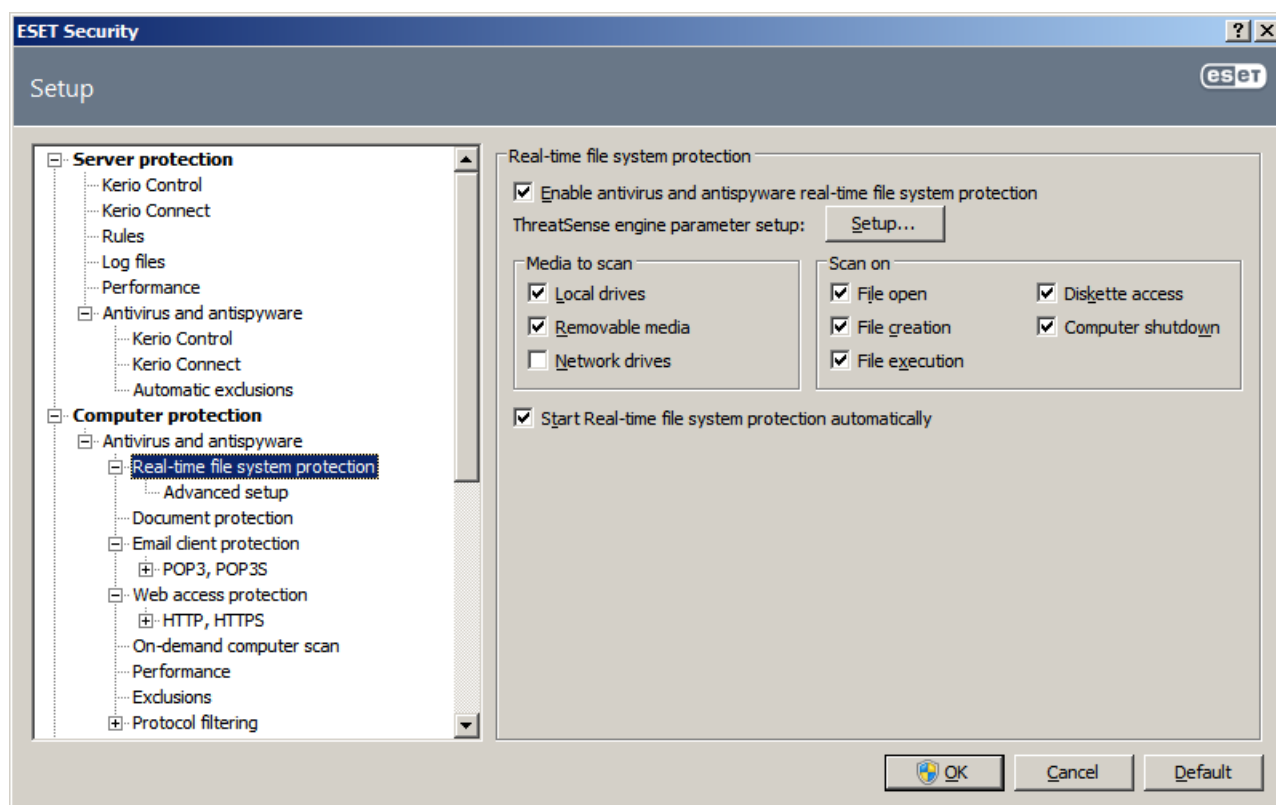 ESET Security
Setup
eset
Server protection
Kerio Control
Kerio Connect
Rules
Log files
Performance
Antivirus and antispyware
Kerio Control
Kerio Connect
Automatic exclusions
Computer protection
Antivirus and antispyware
Real-time file system protection
Advanced setup
Document protection
Email client protection
POP3, POP3S
Web access protection
HTTP, HTTPS
On-demand computer scan
Performance
Exclusions
Protocol filtering
Real-time file system protection
Enable antivirus and antispyware real-time file system protection
ThreatSense engine parameter setup: Setup...
Media to scan
Local drives
Removable media
Network drives
Scan on
File open Diskette access
File creation Computer shutdown
File execution
Start Real-time file system protection automatically
OK Cancel Default